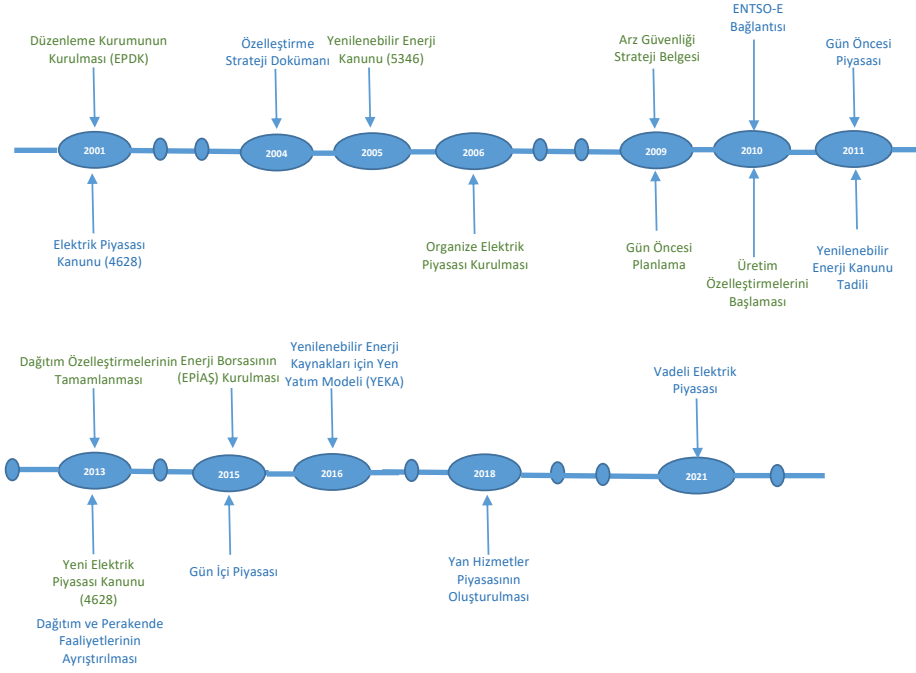 Düzenleme Kurumunun
Kurulması (EPDK)
Özelleştirme
Strateji Dokümanı
Yenilenebilir Enerji
Kanunu (5346)
Arz Güvenliği
Strateji Belgesi
ENTSO-E
Bağlantısı
Gün Öncesi
Piyasası
2001
2004
2005
2006
2009
2010
2011
Elektrik Piyasası
Kanunu (4628)
Organize Elektrik
Piyasası Kurulması
Gün Öncesi
Planlama
Üretim
Özelleştirmelerini
Başlaması
Yenilenebilir
Enerji Kanunu
Tadili
Dağıtım Özelleştirmelerinin
Tamamlanması
Enerji Borsasının
(EPİAŞ) Kurulması
Yenilenebilir Enerji
Kaynakları için Yen
Yatım Modeli (YEKA)
Vadeli Elektrik
Piyasası
2013
2015
2016
2018
2021
Yeni Elektrik
Piyasası Kanunu
(4628)
Dağıtım ve Perakende
Faaliyetlerinin
Ayrıştırılması
Gün İçi Piyasası
Yan Hizmetler
Piyasasının
Oluşturulması